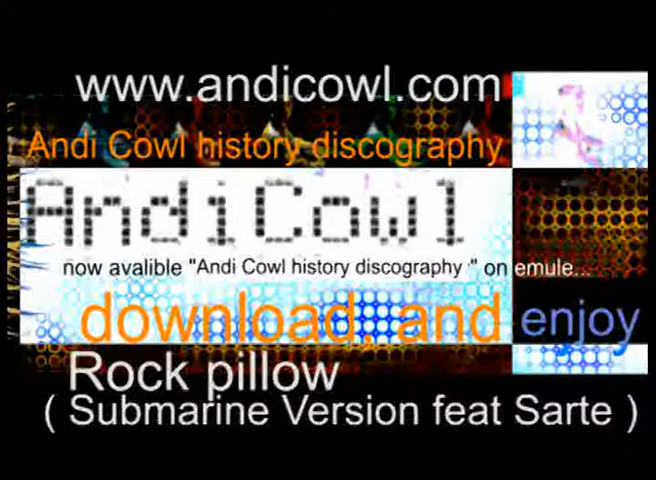 www.andicowl.com
Andi Cowl history discography
AndiCowl
now avalible "Andi Cowl history discography " on emule...
download, and enjoy
Rock pillow
( Submarine Version feat Sarte )